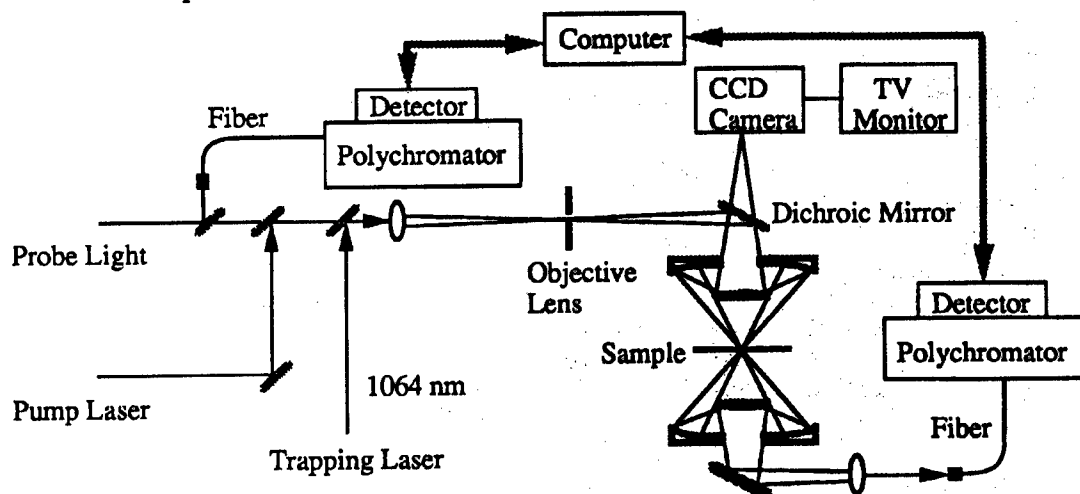 Computer
CCD
Camera
TV
Monitor
Detector
Fiber
Polychromator
Dichroic Mirror
Probe Light
Objective
Lens
Detector
Sample
Polychromator
1064 nm
Pump Laser
Fiber
Trapping Laser